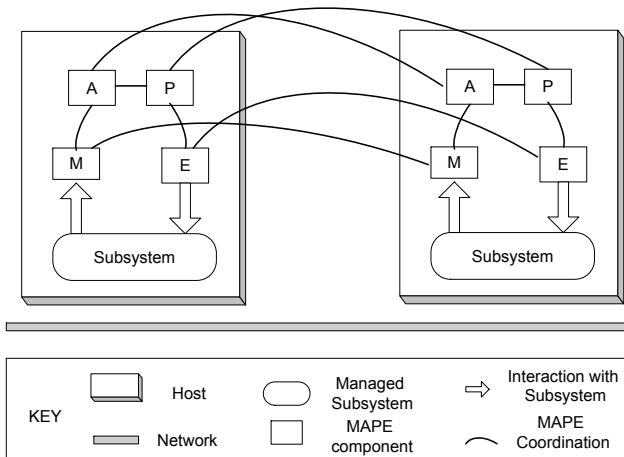 A
P
M
E
Subsystem
A
P
M
E
Subsystem
KEY
Host
Network
Managed
Subsystem
MAPE
component
Interaction with
Subsystem
MAPE
Coordination